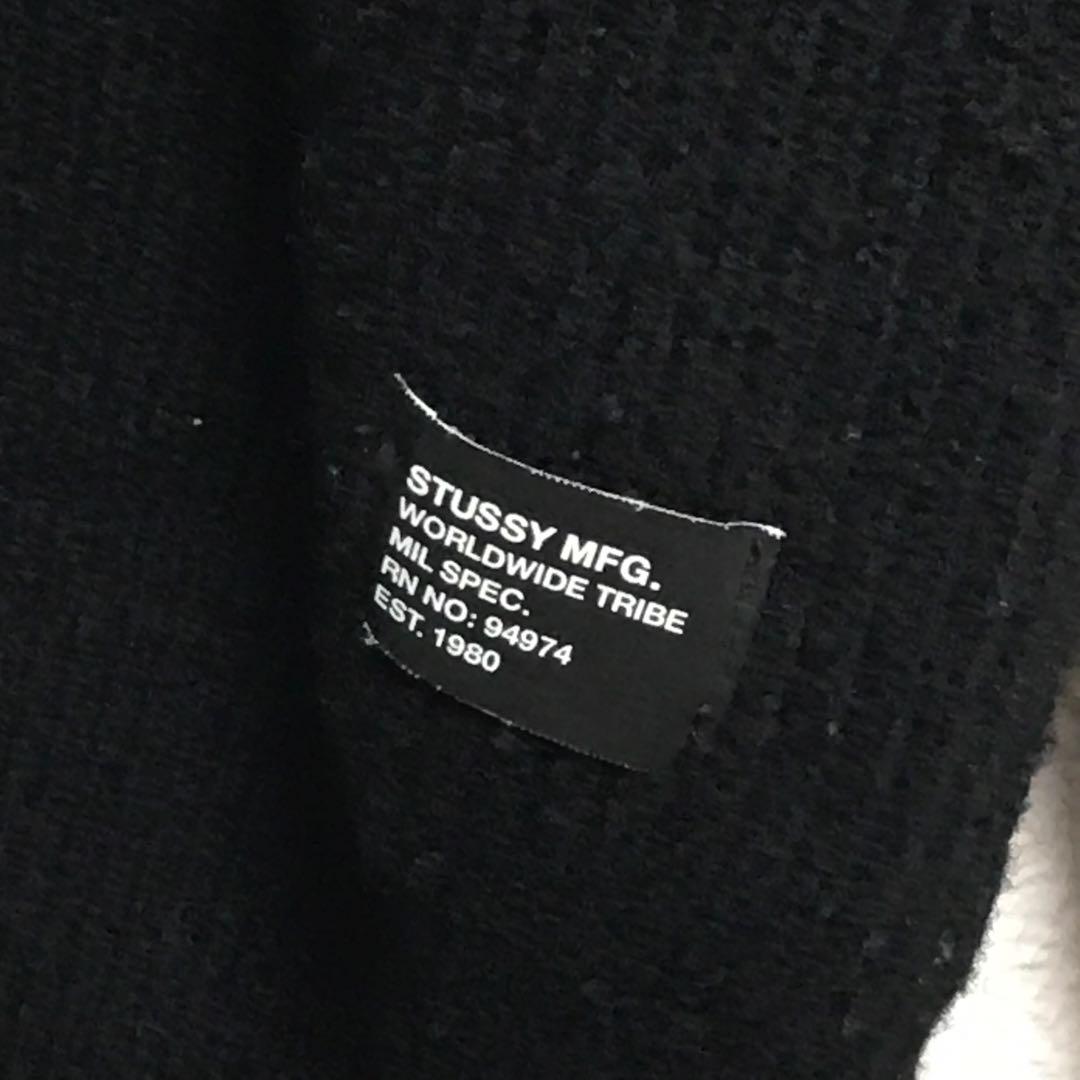 STUSSY MFG.
WORLDWIDE TRIBE
MIL SPEC.
RN NO: 94974
EST. 1980